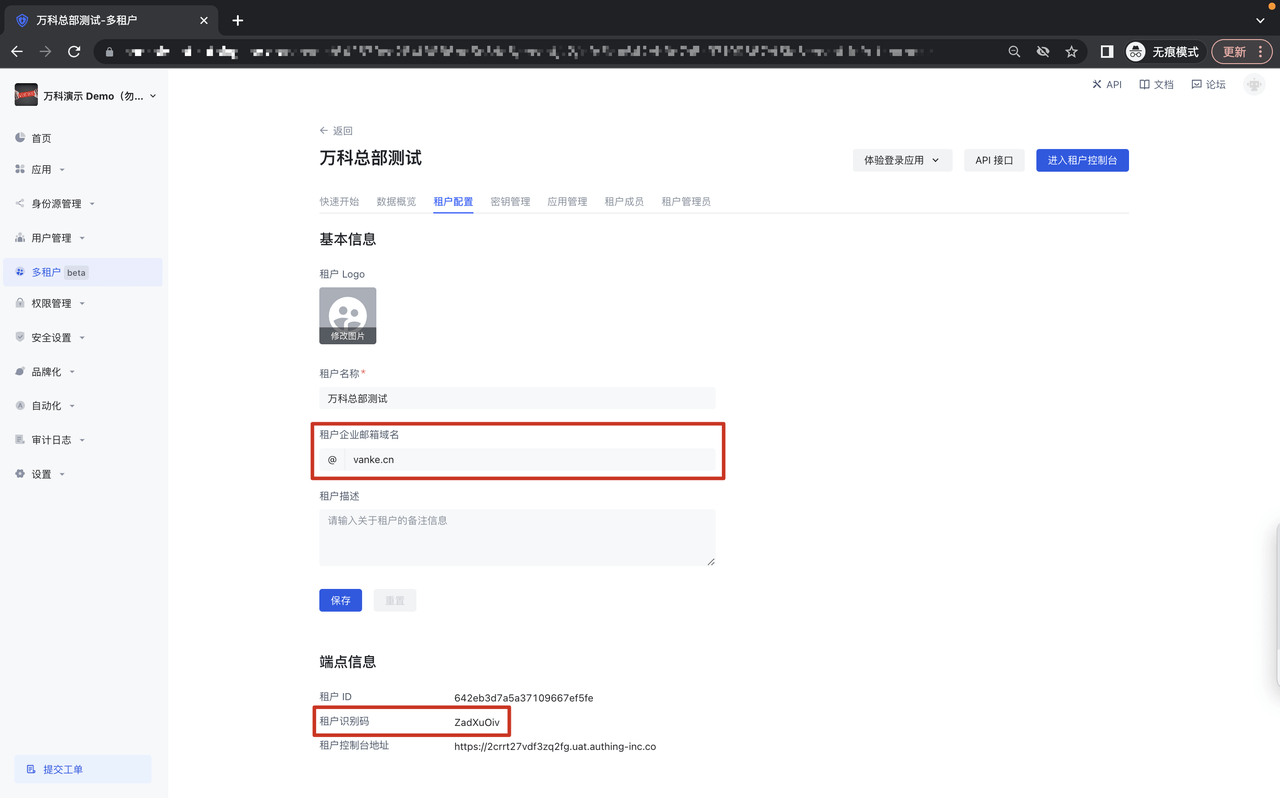 万科总部测试-多租户
无痕模式
更新
万科演示 Demo（勿...
API
文档
论坛
首页
应用
身份源管理
用户管理
多租户 beta
权限管理
安全设置
品牌化
自动化
审计日志
设置
提交工单
返回
万科总部测试
体验登录应用
API 接口
进入租户控制台
快速开始
数据概览
租户配置
密钥管理
应用管理
租户成员
租户管理员
基本信息
租户 Logo
修改图片
租户名称*
万科总部测试
租户企业邮箱域名
@ vanke.cn
租户描述
请输入关于租户的备注信息
保存
重置
端点信息
租户 ID 642eb3d7a5a37109667ef5fe
租户识别码 ZadXuOiv
租户控制台地址 https://2crrt27vdf3zq2fg.uat.authing-inc.co